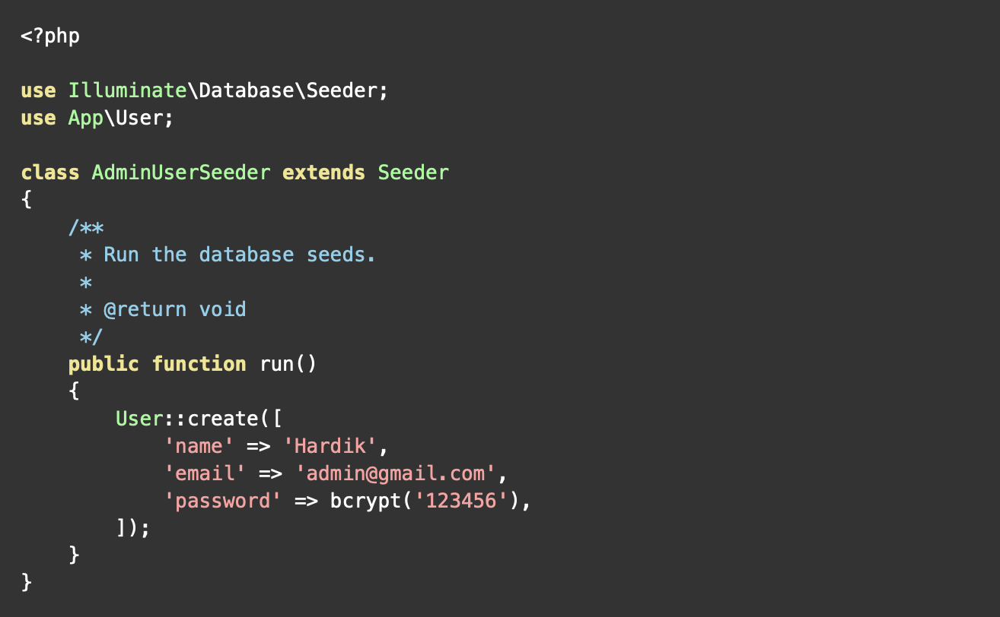 <?php
use Illuminate\Database\Seeder;
use App\User;
class AdminUserSeeder extends Seeder
{
    /**
     * Run the database seeds.
     *
     * @return void
     */
    public function run()
    {
        User::create([
            'name' => 'Hardik',
            'email' => 'admin@gmail.com',
            'password' => bcrypt('123456'),
        ]);
    }
}